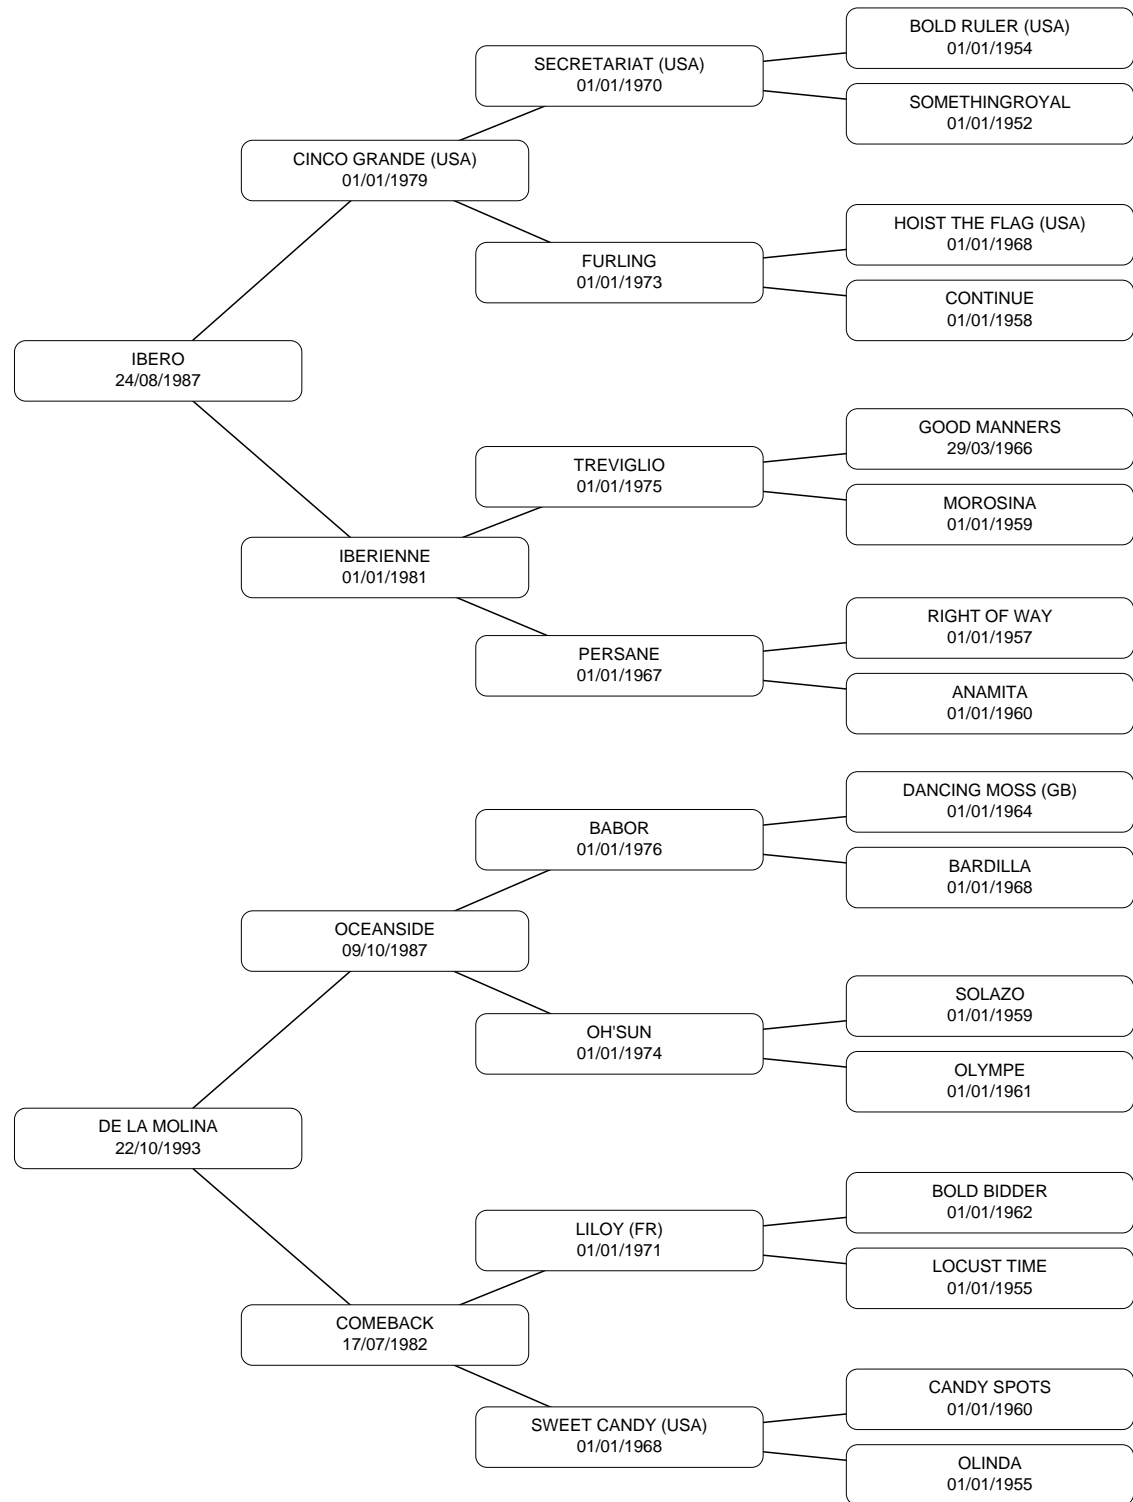 BOLD RULER (USA)
01/01/1954
SECRETARIAT (USA)
01/01/1970
SOMETHINGROYAL
01/01/1952
CINCO GRANDE (USA)
01/01/1979
HOIST THE FLAG (USA)
01/01/1968
FURLING
01/01/1973
CONTINUE
01/01/1958
IBERO
24/08/1987
GOOD MANNERS
29/03/1966
TREVIGLIO
01/01/1975
MOROSINA
01/01/1959
IBERIENNE
01/01/1981
RIGHT OF WAY
01/01/1957
PERSANE
01/01/1967
ANAMITA
01/01/1960
DANCING MOSS (GB)
01/01/1964
BABOR
01/01/1976
BARDILLA
01/01/1968
OCEANSIDE
09/10/1987
SOLAZO
01/01/1959
OH'SUN
01/01/1974
OLYMPE
01/01/1961
DE LA MOLINA
22/10/1993
BOLD BIDDER
01/01/1962
LILOY (FR)
01/01/1971
LOCUST TIME
01/01/1955
COMEBACK
17/07/1982
CANDY SPOTS
01/01/1960
SWEET CANDY (USA)
01/01/1968
OLINDA
01/01/1955